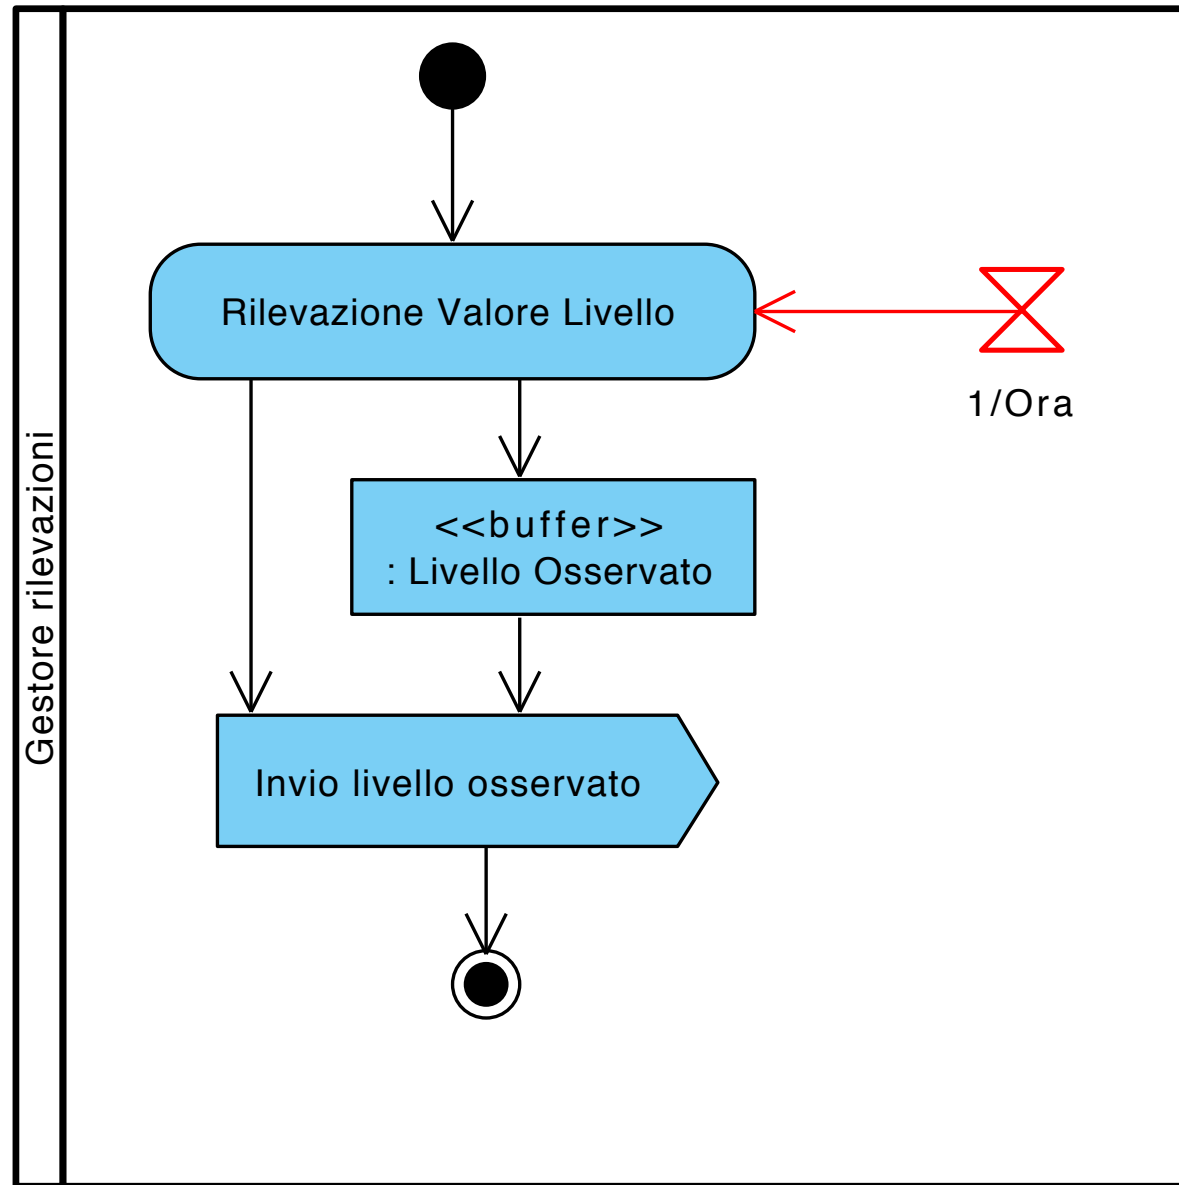 Gestore rilevazioni
Rilevazione Valore Livello
1/Ora
<<buffer>>
: Livello Osservato
Invio livello osservato